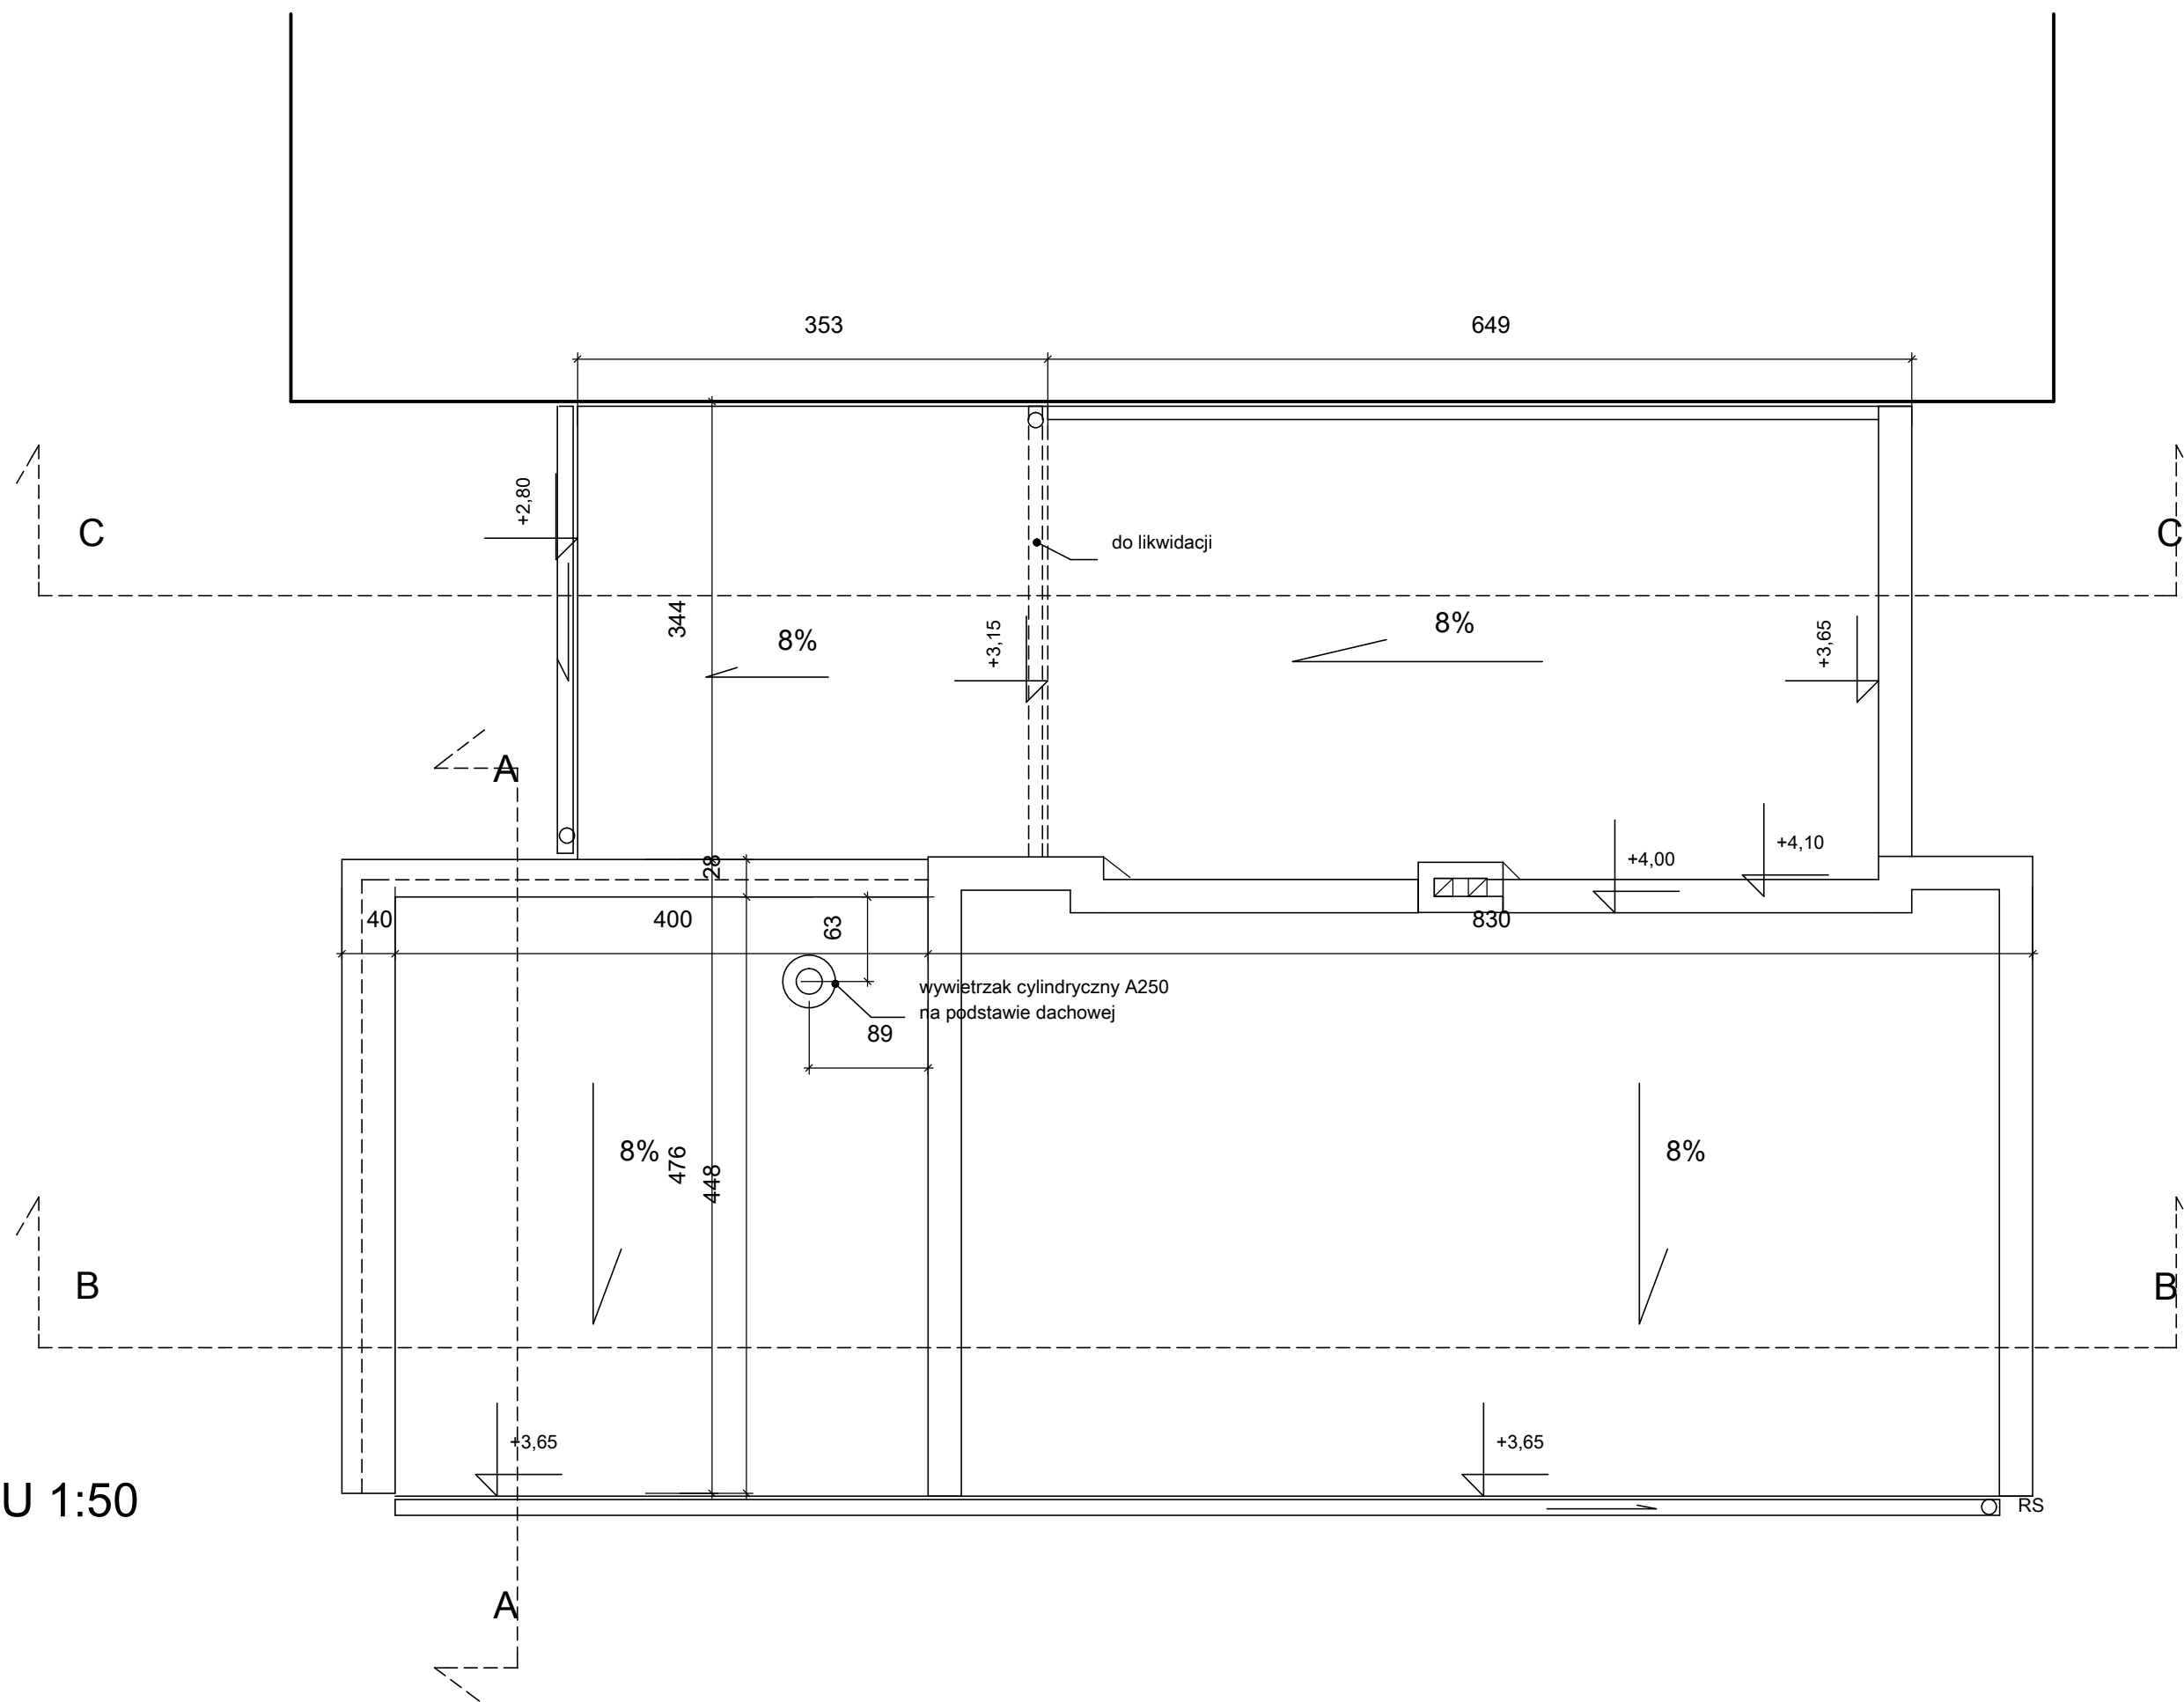 353
649
+2,80
C
C
do likwidacji
344
8%
+3,15
8%
+3,65
A
28
+4,00
+4,10
40
400
63
830
wywietrzak cylindryczny A250
na podstawie dachowej
89
8%
476
448
8%
B
B
+3,65
+3,65
U 1:50
RS
A